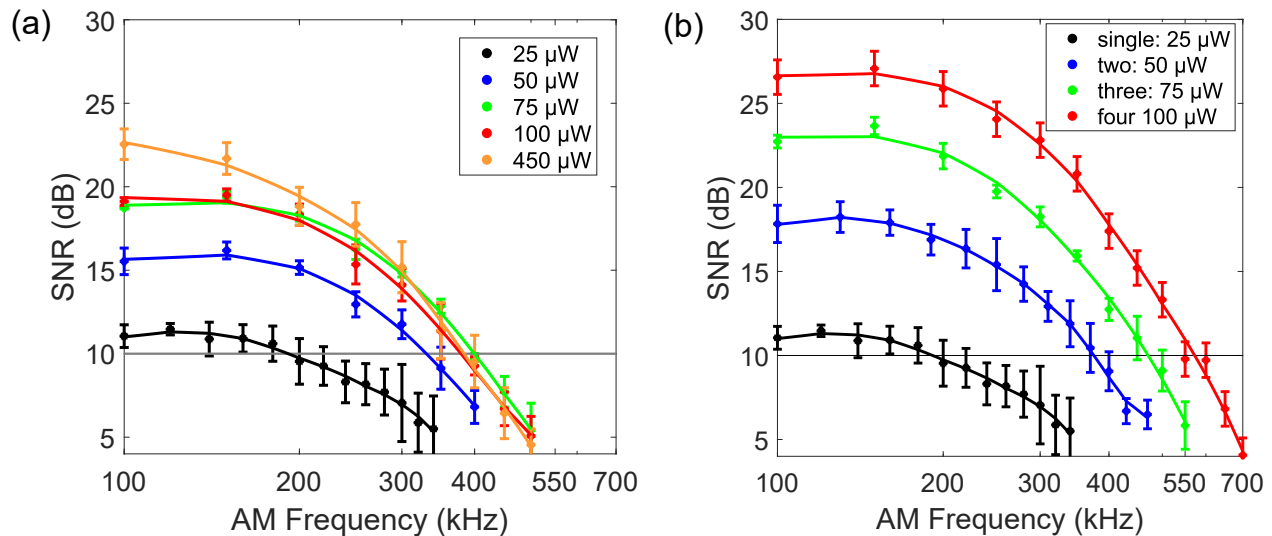 (a)
30
25
20
15
10
5
SNR (dB)
100
200
300
400
550
700
AM Frequency (kHz)
25 µW
50 µW
75 µW
100 µW
450 µW
(b)
30
25
20
15
10
5
SNR (dB)
100
200
300
400
550
700
AM Frequency (kHz)
single: 25 µW
two: 50 µW
three: 75 µW
four 100 µW